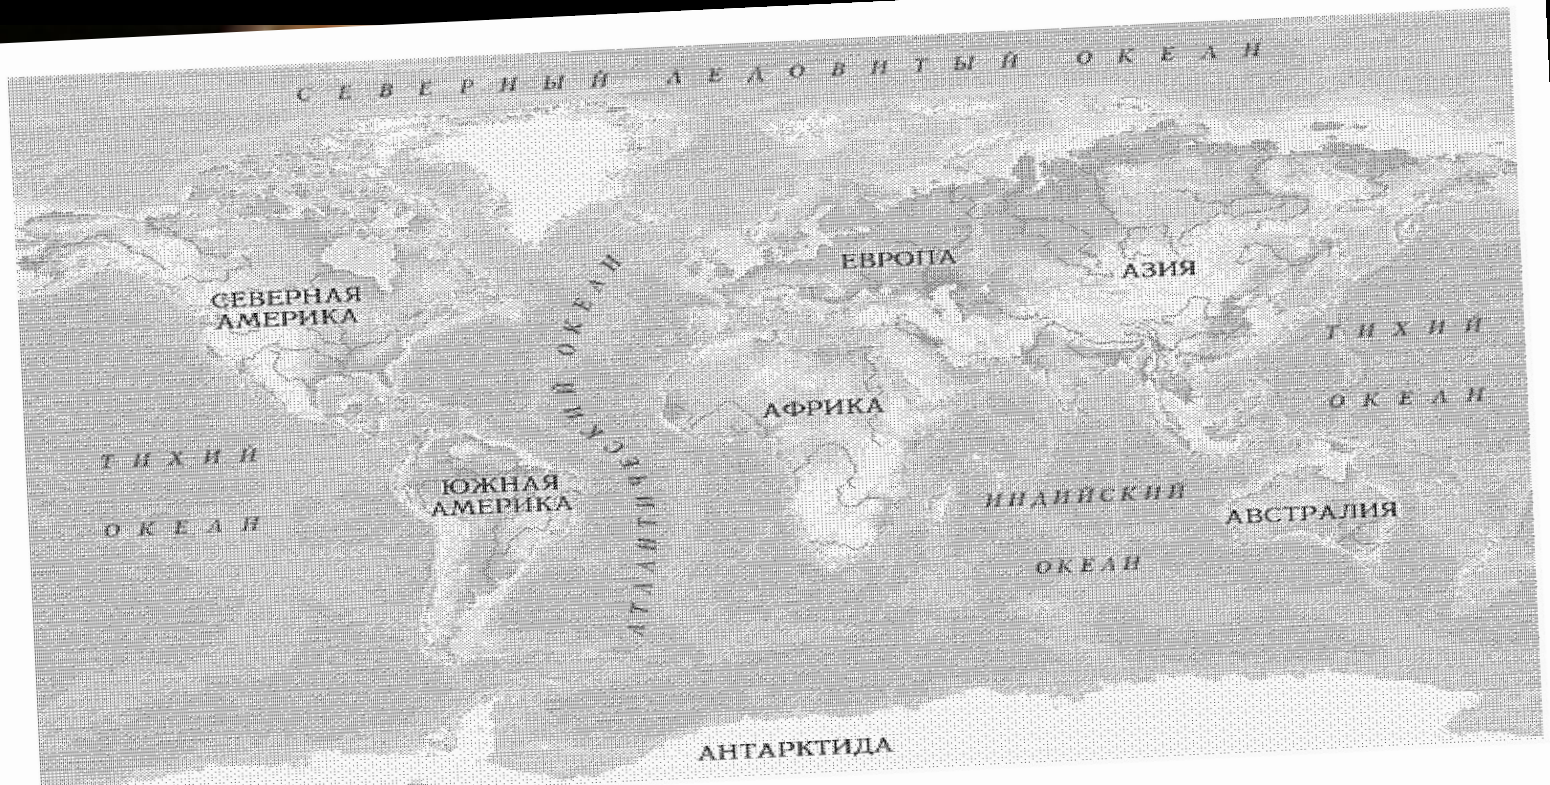 СЕВЕРНЫЙ ЛЕДОВИТЫЙ ОКЕАН
ЕВРОПА
АЗИЯ
СЕВЕРНАЯ
АМЕРИКА
ТИХИЙ
ОКЕАН
АФРИКА
АТЛАНТИЧЕСКИЙ ОКЕАН
ТИХИЙ
ОКЕАН
ЮЖНАЯ
АМЕРИКА
ИНДИЙСКИЙ
ОКЕАН
АВСТРАЛИЯ
АНТАРКТИДА